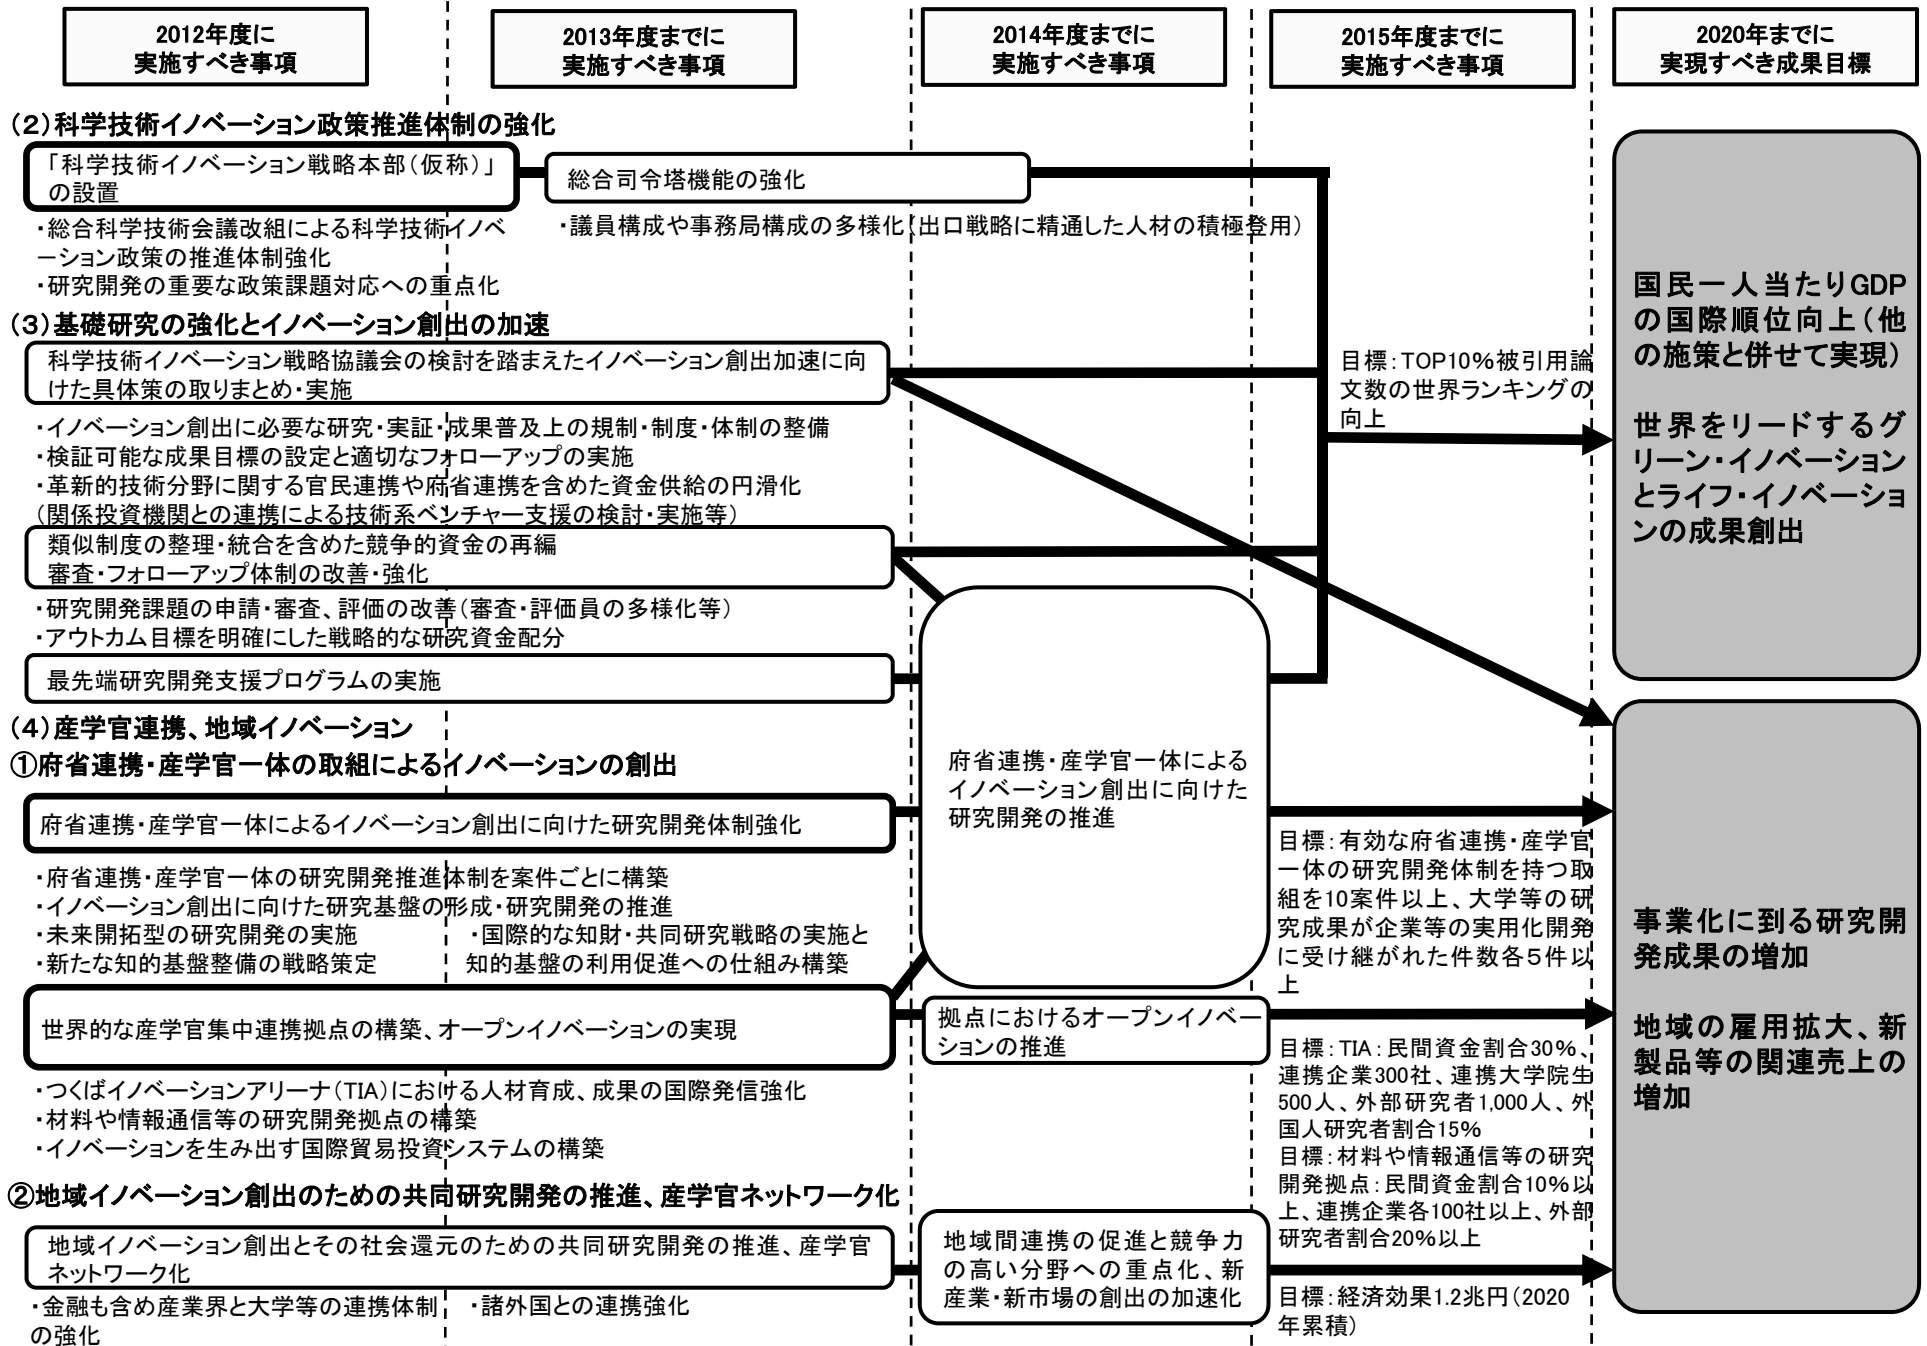 2012年度に
実施すべき事項
2013年度までに
実施すべき事項
2014年度までに
実施すべき事項
2015年度までに
実施すべき事項
2020年までに
実現すべき成果目標
(2)科学技術イノベーション政策推進体制の強化
「科学技術イノベーション戦略本部(仮称)」
の設置
総合司令塔機能の強化
・総合科学技術会議改組による科学技術イノベ
ーション政策の推進体制強化
・研究開発の重要な政策課題対応への重点化
・議員構成や事務局構成の多様化(出口戦略に精通した人材の積極登用)
(3)基礎研究の強化とイノベーション創出の加速
科学技術イノベーション戦略協議会の検討を踏まえたイノベーション創出加速に向
けた具体策の取りまとめ・実施
・イノベーション創出に必要な研究・実証・成果普及上の規制・制度・体制の整備
・検証可能な成果目標の設定と適切なフォローアップの実施
・革新的技術分野に関する官民連携や府省連携を含めた資金供給の円滑化
(関係投資機関との連携による技術系ベンチャー支援の検討・実施等)
類似制度の整理・統合を含めた競争的資金の再編
審査・フォローアップ体制の改善・強化
・研究開発課題の申請・審査、評価の改善(審査・評価員の多様化等)
・アウトカム目標を明確にした戦略的な研究資金配分
最先端研究開発支援プログラムの実施
目標:TOP10%被引用論
文数の世界ランキングの
向上
国民一人当たりGDP
の国際順位向上(他
の施策と併せて実現)
世界をリードするグ
リーン・イノベーション
とライフ・イノベーショ
ンの成果創出
(4)産学官連携、地域イノベーション
①府省連携・産学官一体の取組によるイノベーションの創出
府省連携・産学官一体によるイノベーション創出に向けた研究開発体制強化
・府省連携・産学官一体の研究開発推進体制を案件ごとに構築
・イノベーション創出に向けた研究基盤の形成・研究開発の推進
・未来開拓型の研究開発の実施
・新たな知的基盤整備の戦略策定
・国際的な知財・共同研究戦略の実施と
知的基盤の利用促進への仕組み構築
府省連携・産学官一体による
イノベーション創出に向けた
研究開発の推進
目標:有効な府省連携・産学官
一体の研究開発体制を持つ取
組を10案件以上、大学等の研
究成果が企業等の実用化開発
に受け継がれた件数各5件以
上
世界的な産学官集中連携拠点の構築、オープンイノベーションの実現
・つくばイノベーションアリーナ(TIA)における人材育成、成果の国際発信強化
・材料や情報通信等の研究開発拠点の構築
・イノベーションを生み出す国際貿易投資システムの構築
拠点におけるオープンイノベー
ションの推進
目標:TIA:民間資金割合30%、
連携企業300社、連携大学院生
500人、外部研究者1,000人、外
国人研究者割合15%
目標:材料や情報通信等の研究
開発拠点:民間資金割合10%以
上、連携企業各100社以上、外部
研究者割合20%以上
事業化に到る研究開
発成果の増加
地域の雇用拡大、新
製品等の関連売上の
増加
②地域イノベーション創出のための共同研究開発の推進、産学官ネットワーク化
地域イノベーション創出とその社会還元のための共同研究開発の推進、産学官
ネットワーク化
・金融も含め産業界と大学等の連携体制
の強化
・諸外国との連携強化
地域間連携の促進と競争力
の高い分野への重点化、新
産業・新市場の創出の加速化
目標:経済効果1.2兆円(2020
年累積)